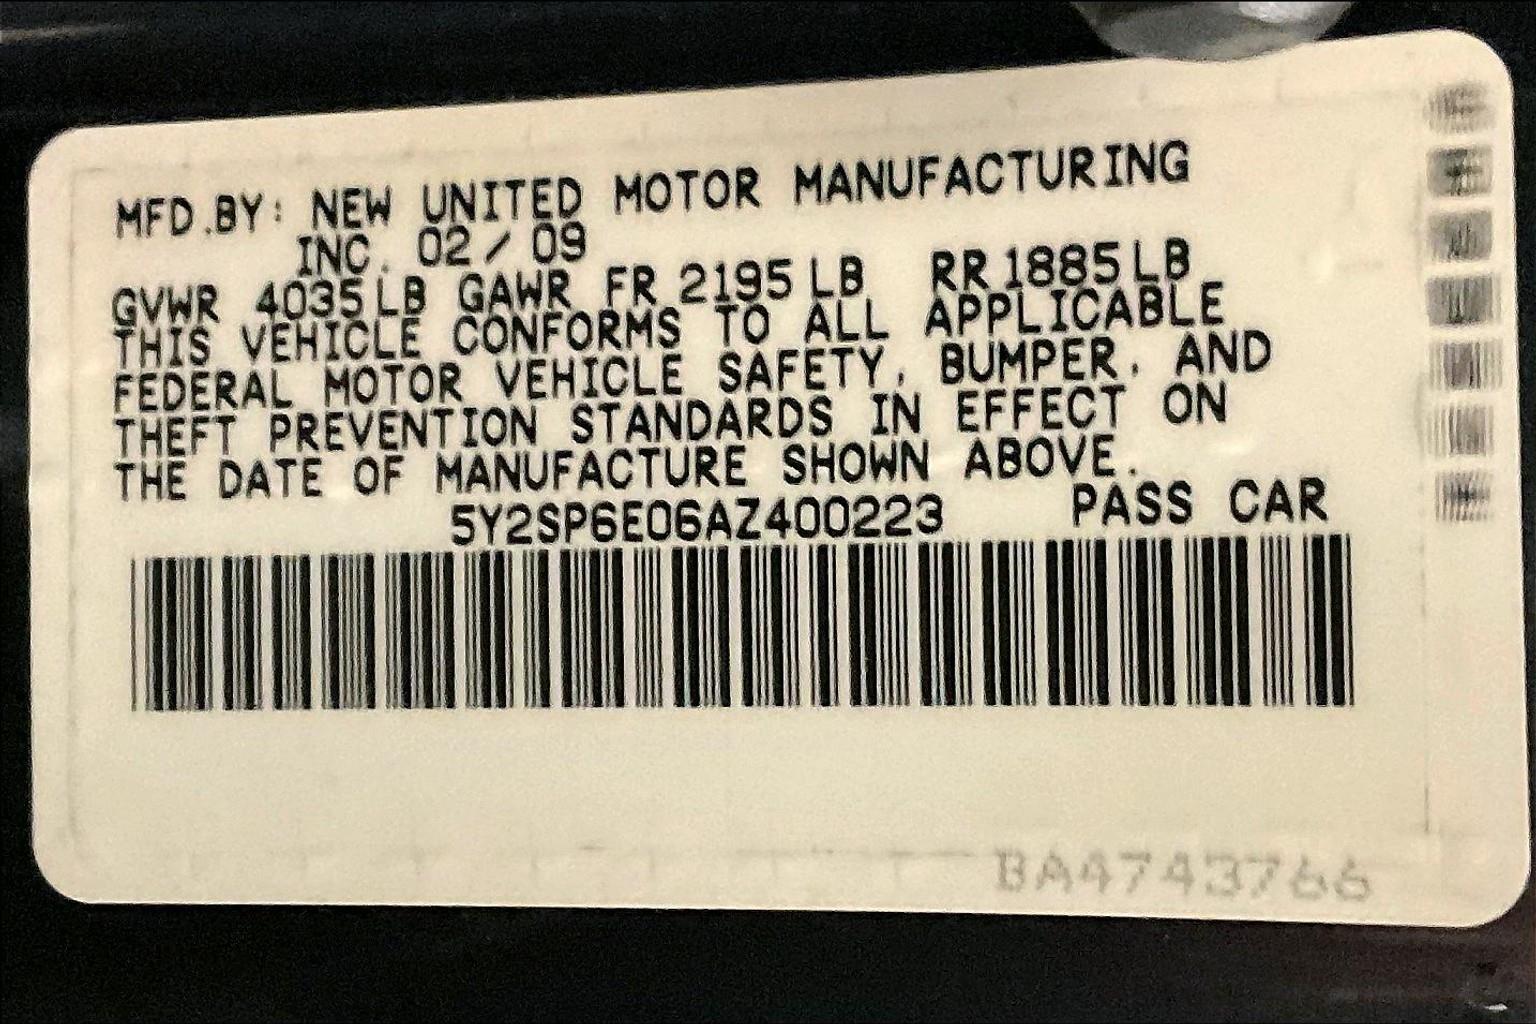 MFD.BY: NEW UNITED MOTOR MANUFACTURING
INC. 02/09
GVWR 4035LB GAWR FR 2195LB RR1885LB
THIS VEHICLE CONFORMS TO ALL APPLICABLE
FEDERAL MOTOR VEHICLE SAFETY, BUMPER, AND
THEFT PREVENTION STANDARDS IN EFFECT ON
THE DATE OF MANUFACTURE SHOWN ABOVE.
5Y2SP6E06AZ400223 PASS CAR
BA4743766